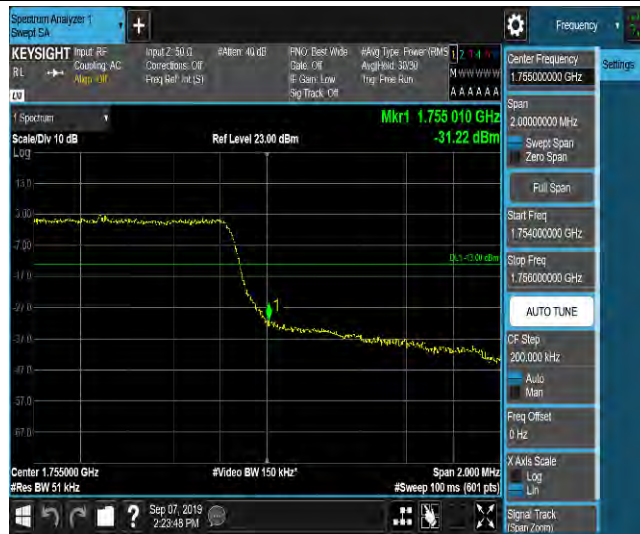 Spectrum Analyzer 1
Swept SA
+
Frequency
KEYSIGHT
Input: RF
Coupling: AC
Align: Off
Input Z: 50 Ω
Corrections: Off
Freq Ref: Int (S)
#Atten: 40 dB
PNO: Best Wide
Gate: Off
IF Gain: Low
Sig Track: Off
#Avg Type: Power (RMS
Avg|Hold: 30/30
Trig: Free Run
M W W W W W
A A A A A A
RL
LV
1 Spectrum
Scale/Div 10 dB
Log
Ref Level 23.00 dBm
Mkr1 1.755 010 GHz
-31.22 dBm
13.0
3.00
-7.00
DL1 -13.00 dBm
-17.0
-27.0
1
-37.0
-47.0
-57.0
-67.0
Center 1.755000 GHz
#Res BW 51 kHz
#Video BW 150 kHz*
Span 2.000 MHz
#Sweep 100 ms (601 pts)
Center Frequency
1.755000000 GHz
Settings
Span
2.00000000 MHz
Swept Span
Zero Span
Full Span
Start Freq
1.754000000 GHz
Stop Freq
1.756000000 GHz
AUTO TUNE
CF Step
200.000 kHz
Auto
Man
Freq Offset
0 Hz
X Axis Scale
Log
Lin
Signal Track
(Span Zoom)
?
Sep 07, 2019
2:23:48 PM